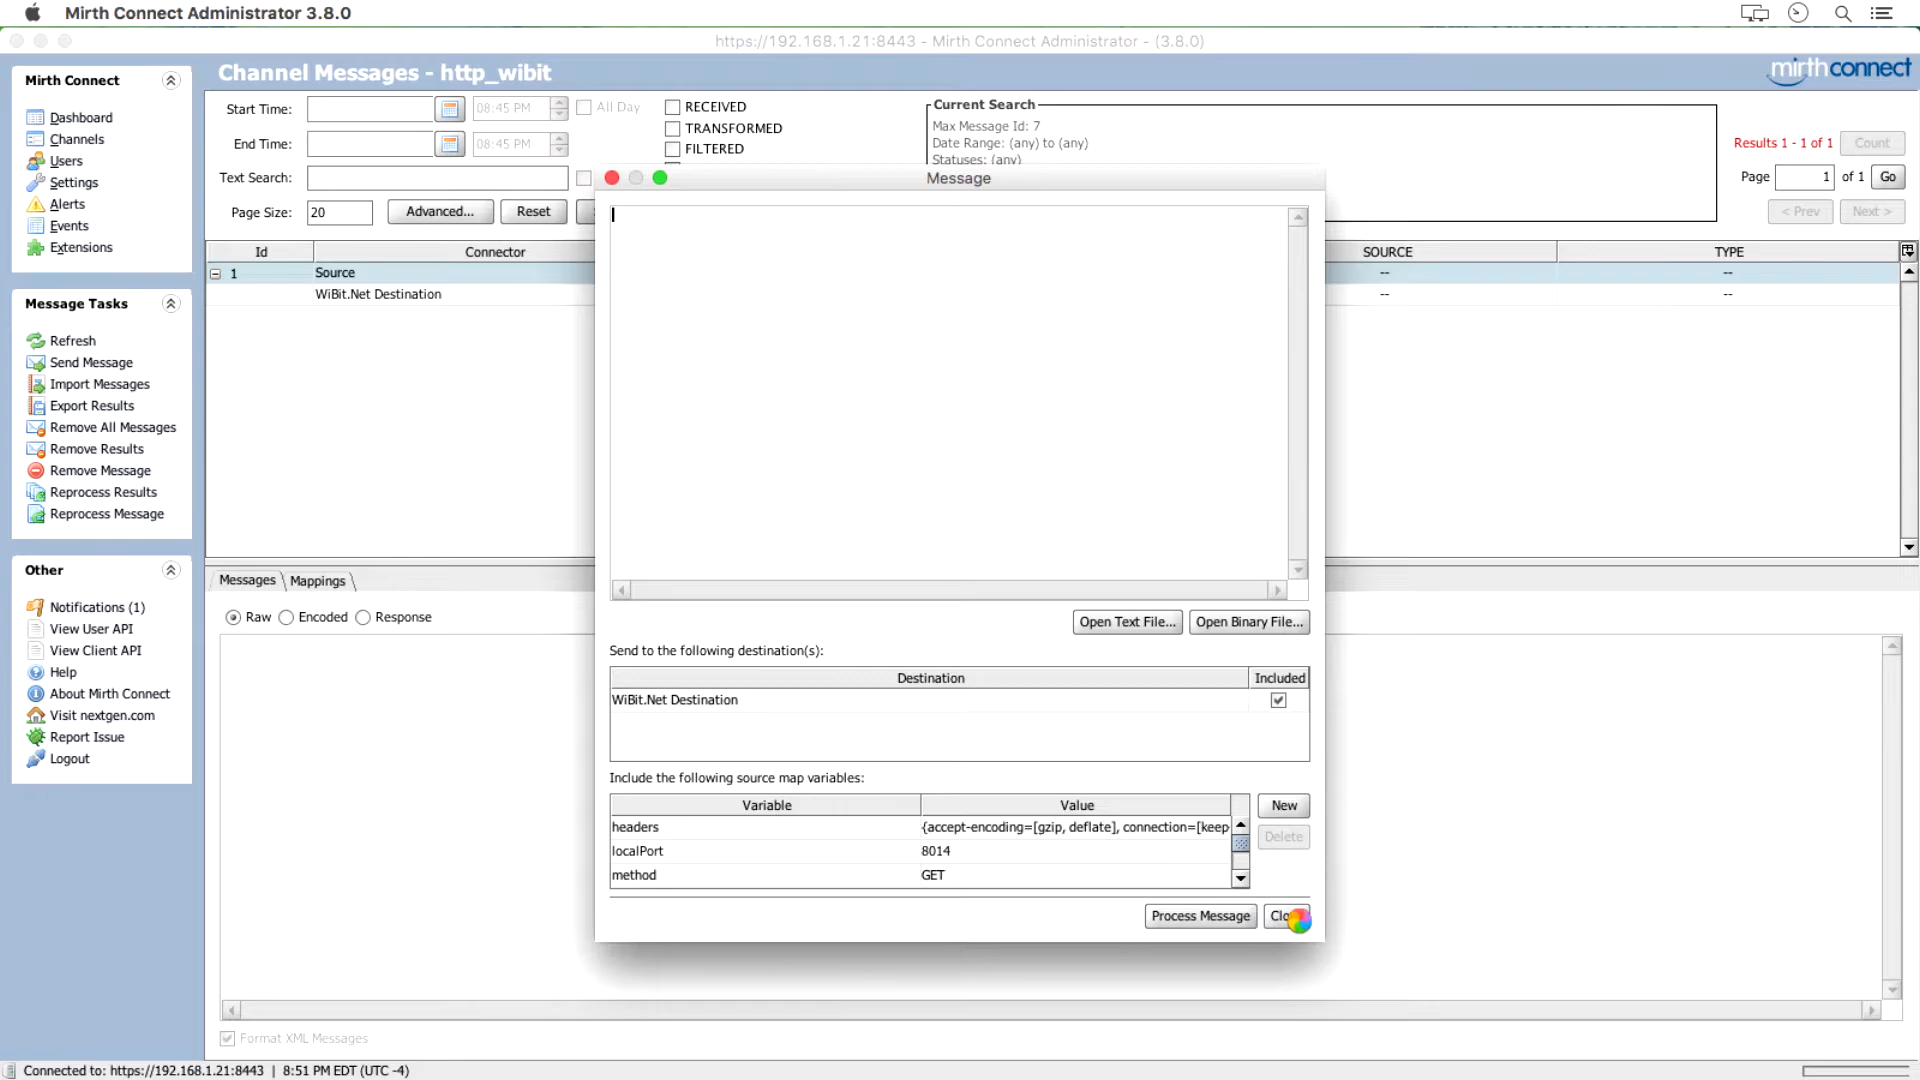 Mirth Connect Administrator 3.8.0
https://192.168.1.21:8443 - Mirth Connect Administrator - (3.8.0)
Mirth Connect
Dashboard
Channels
Users
Settings
Alerts
Events
Extensions
Message Tasks
Refresh
Send Message
Import Messages
Export Results
Remove All Messages
Remove Results
Remove Message
Reprocess Results
Reprocess Message
Other
Notifications (1)
View User API
View Client API
Help
About Mirth Connect
Visit nextgen.com
Report Issue
Logout
Channel Messages - http_wibit
mirthconnect
Start Time: 08:45 PM All Day
End Time: 08:45 PM
Text Search:
Page Size: 20 Advanced... Reset
RECEIVED
TRANSFORMED
FILTERED
Current Search
Max Message Id: 7
Date Range: (any) to (any)
Statuses: (any)
Results 1 - 1 of 1 Count
Page 1 of 1 Go
< Prev Next >
Id Connector SOURCE TYPE
1 Source -- --
WiBit.Net Destination -- --
Message
Open Text File... Open Binary File...
Send to the following destination(s):
Destination Included
WiBit.Net Destination
Include the following source map variables:
Variable Value New
headers {accept-encoding=[gzip, deflate], connection=[keep-
Delete
localPort 8014
method GET
Process Message Clo
Messages Mappings
Raw Encoded Response
Format XML Messages
Connected to: https://192.168.1.21:8443 | 8:51 PM EDT (UTC -4)